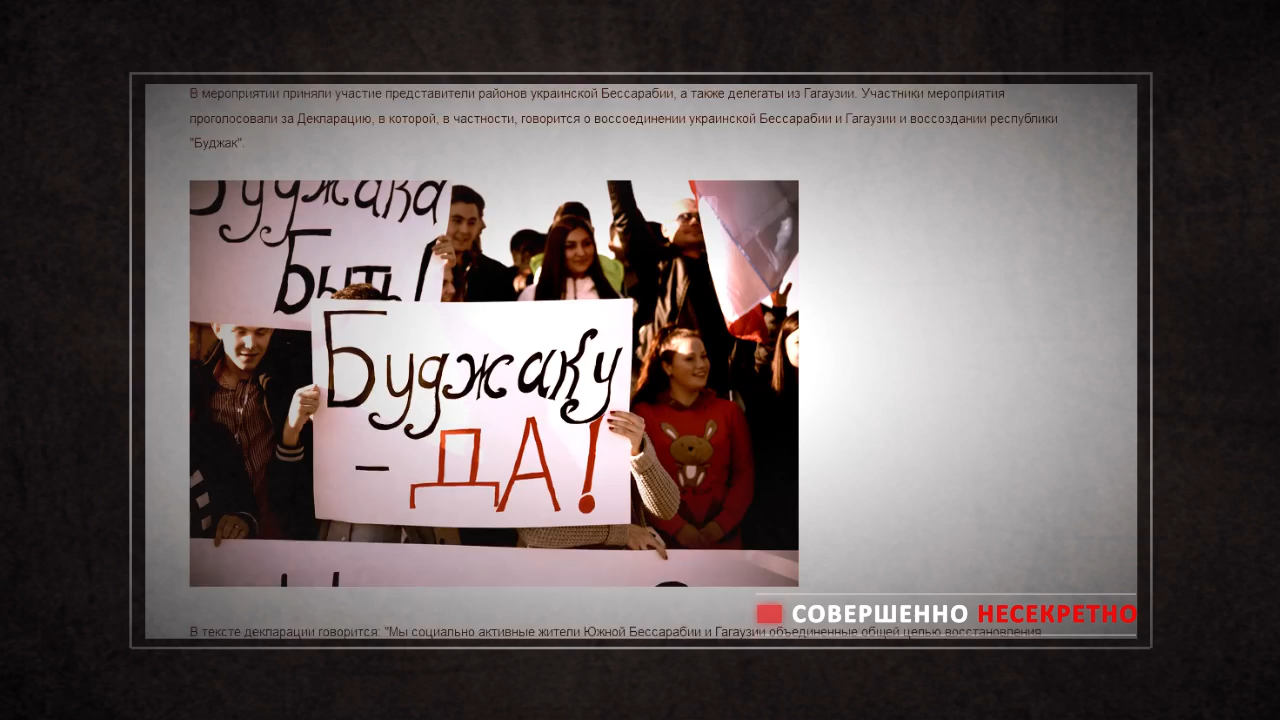 В мероприятии приняли участие представители районов украинской Бессарабии, а также делегаты из Гагаузии. Участники мероприятия
проголосовали за Декларацию, в которой, в частности, говорится о воссоединении украинской Бессарабии и Гагаузии и воссоздании республики
"Буджак".
Буджака
Быть!
Буджаку
- ДА!
СОВЕРШЕННО НЕСЕКРЕТНО
В тексте декларации говорится: "Мы социально активные жители Южной Бессарабии и Гагаузии объединенные общей целью восстановления